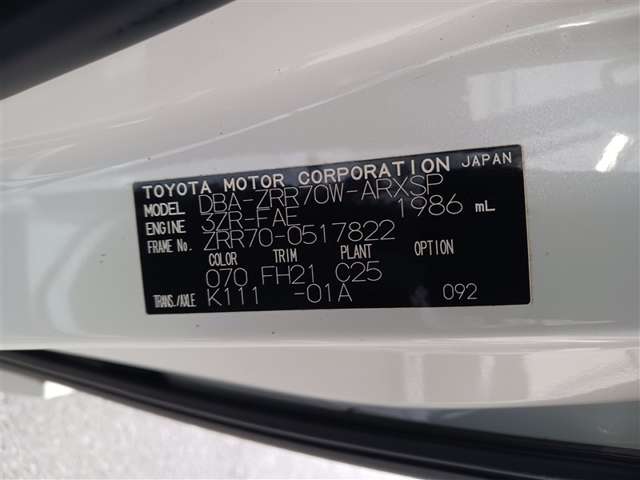 TOYOTA MOTOR CORPORATION JAPAN
MODEL DBA-ZRR70W-ARXSP
ENGINE 3ZR-FAE 1986 mL
FRAME No. ZRR70-0517822
COLOR TRIM PLANT OPTION
070 FH21 C25
TRANS./AXLE K111 -01A 092